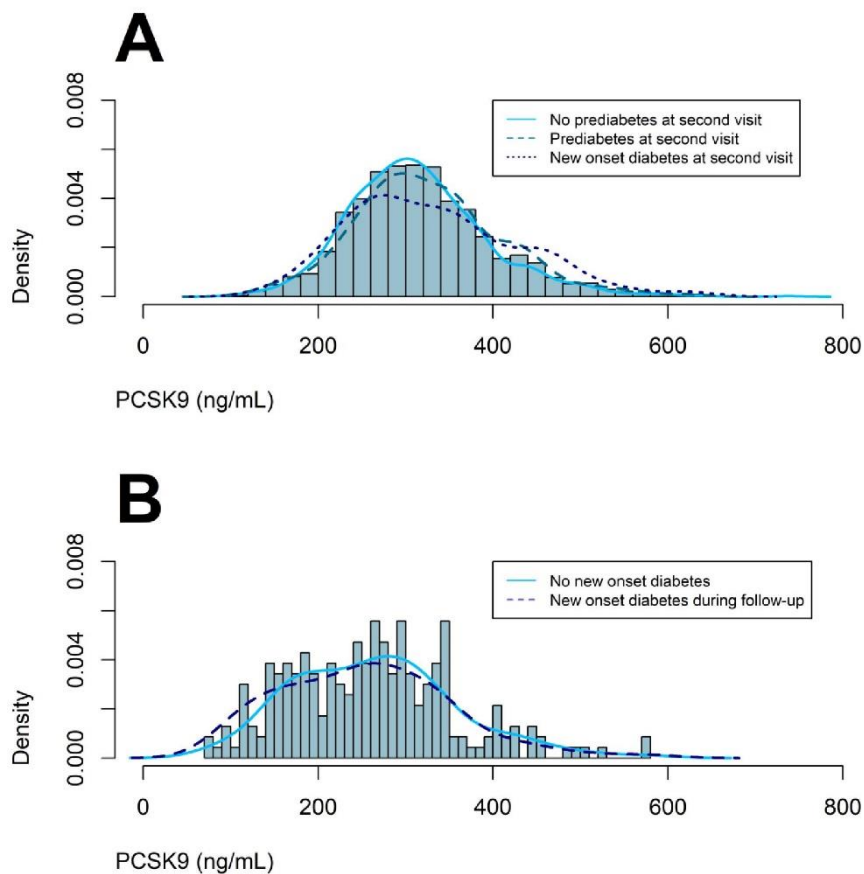 A
0.008
0.004
0.000
Density
No prediabetes at second visit
Prediabetes at second visit
New onset diabetes at second visit
0 200 400 600 800
PCSK9 (ng/mL)
B
0.008
0.004
0.000
Density
No new onset diabetes
New onset diabetes during follow-up
0 200 400 600 800
PCSK9 (ng/mL)